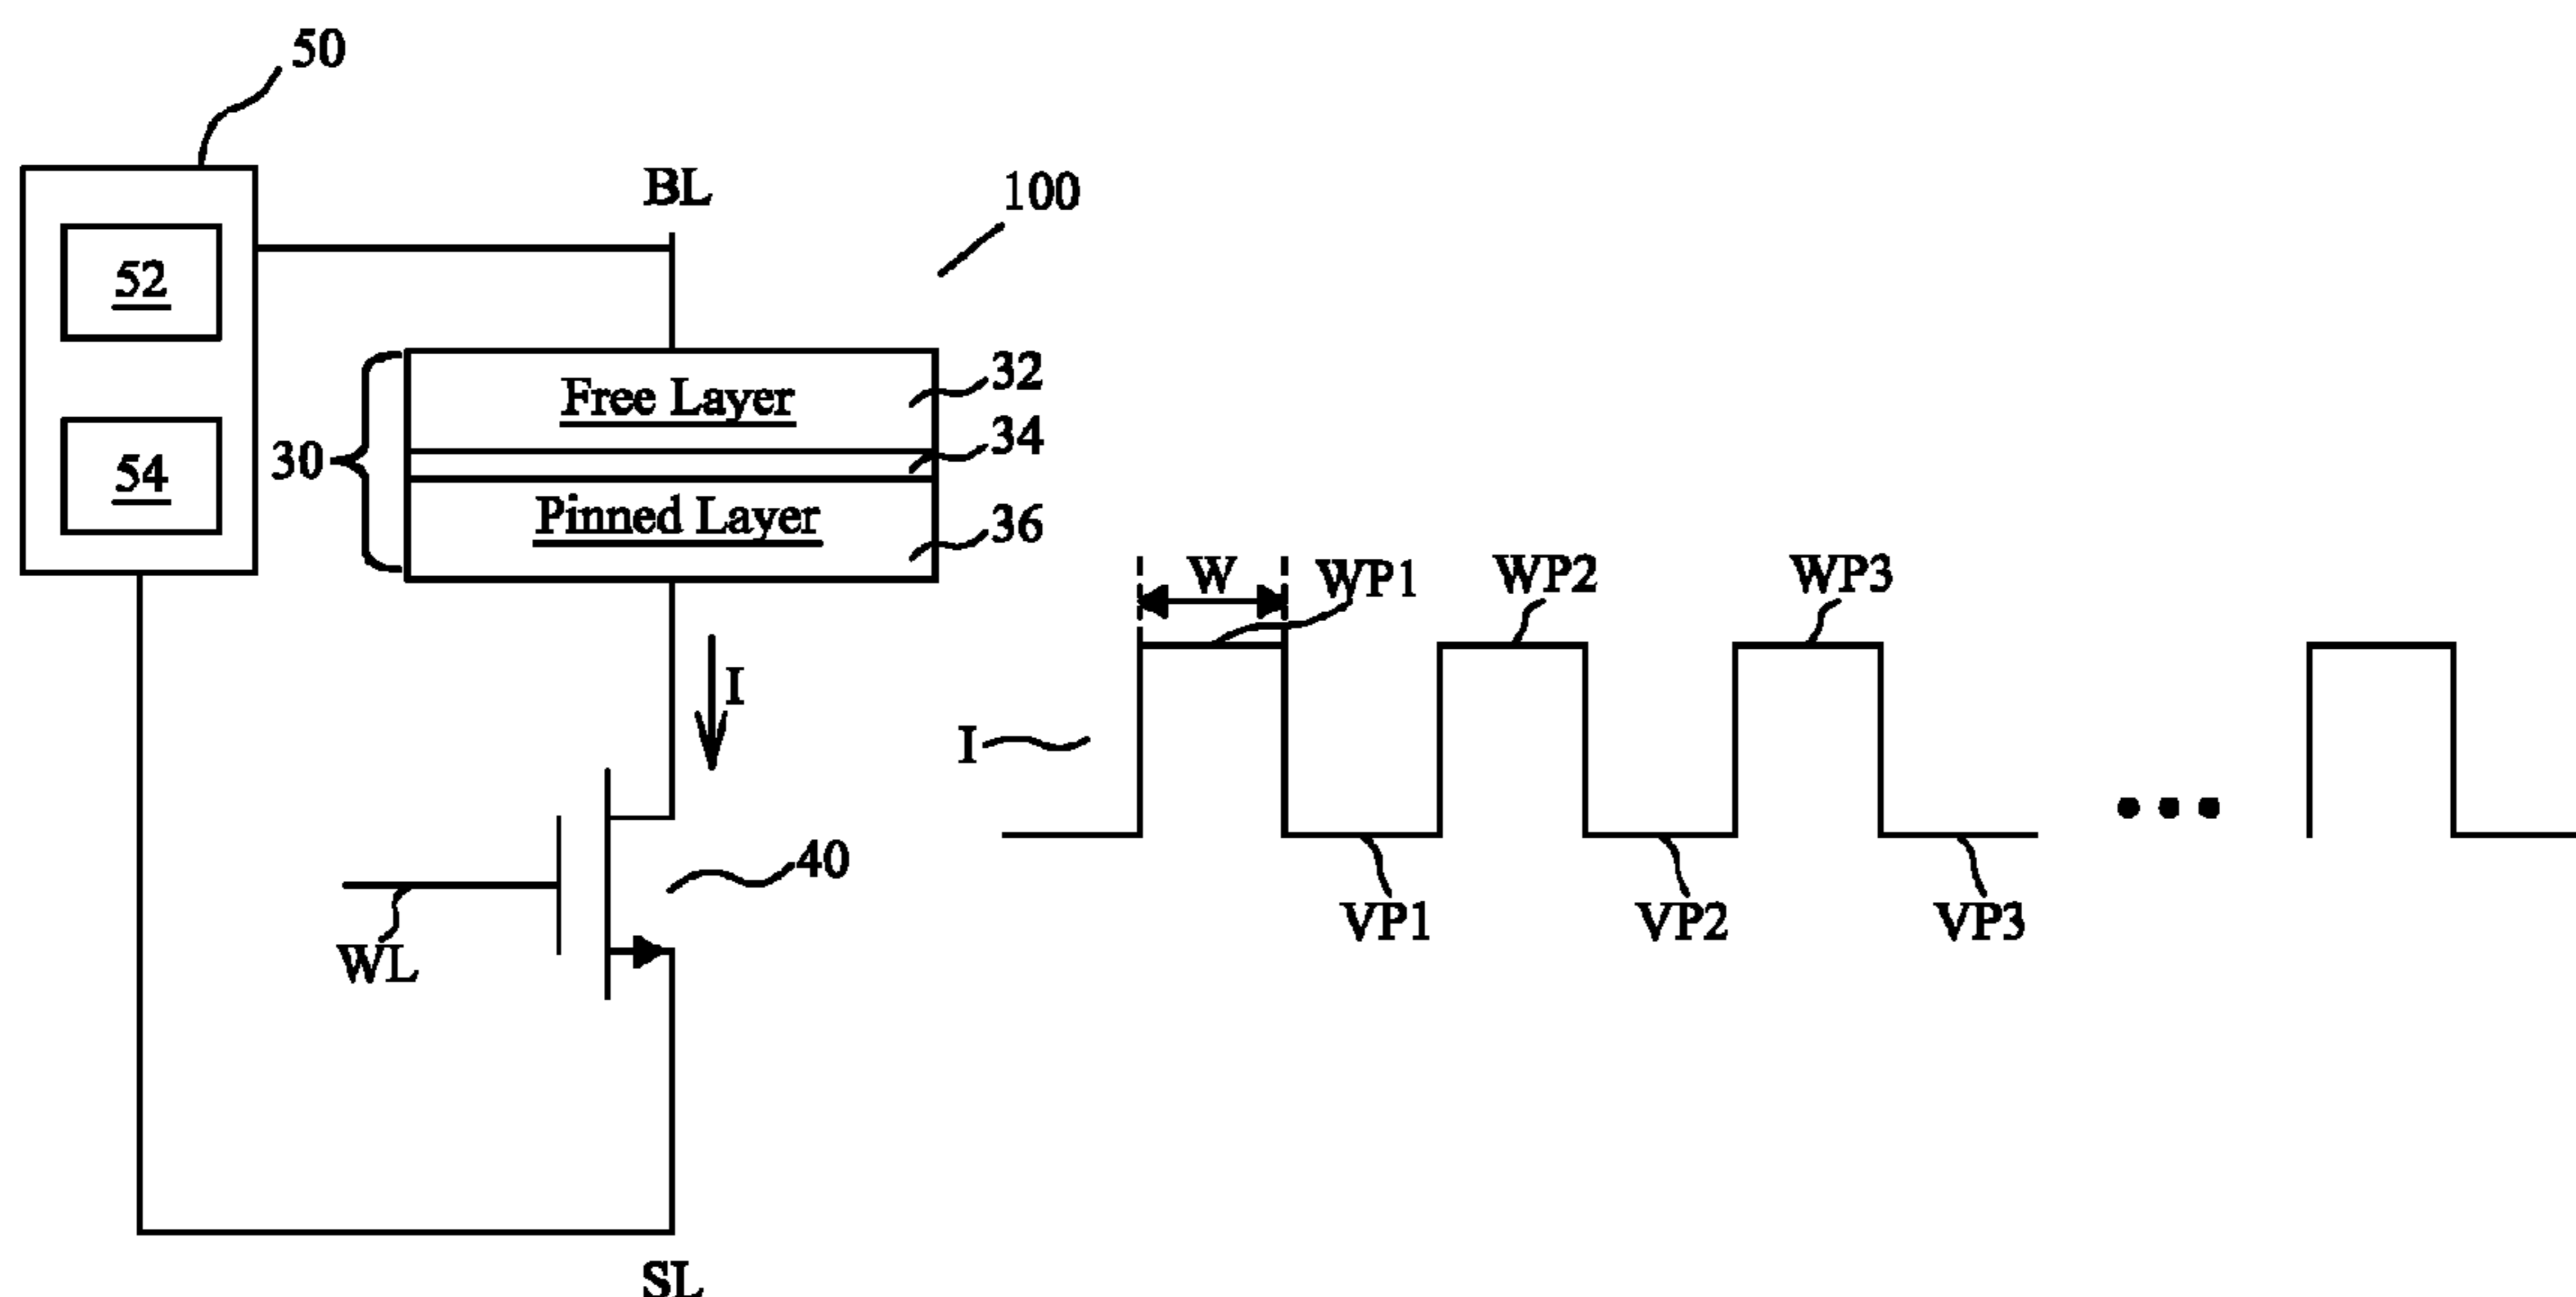 50
BL
100
52
Free Layer
32
34
30
54
Pinned Layer
36
W
WP1
WP2
WP3
I
I
40
VP1
VP2
VP3
WL
SL